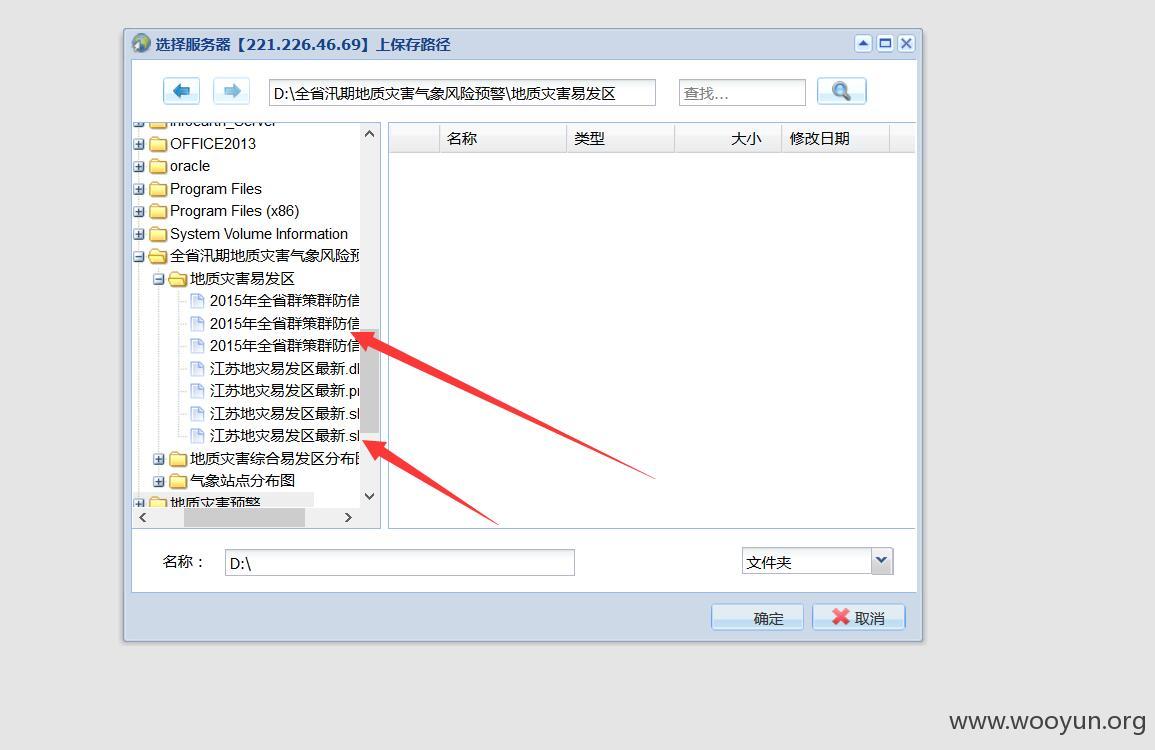 选择服务器【221.226.46.69】上保存路径
D:\全省汛期地质灾害气象风险预警\地质灾害易发区
查找...
名称 类型 大小 修改日期
infoearth_Server
OFFICE2013
oracle
Program Files
Program Files (x86)
System Volume Information
全省汛期地质灾害气象风险预
地质灾害易发区
2015年全省群策群防信
2015年全省群策群防信
2015年全省群策群防信
江苏地灾易发区最新.d
江苏地灾易发区最新.pr
江苏地灾易发区最新.s
江苏地灾易发区最新.s
地质灾害综合易发区分布
气象站点分布图
地质灾害预警
名称: D:\ 文件夹
确定 取消
www.wooyun.org